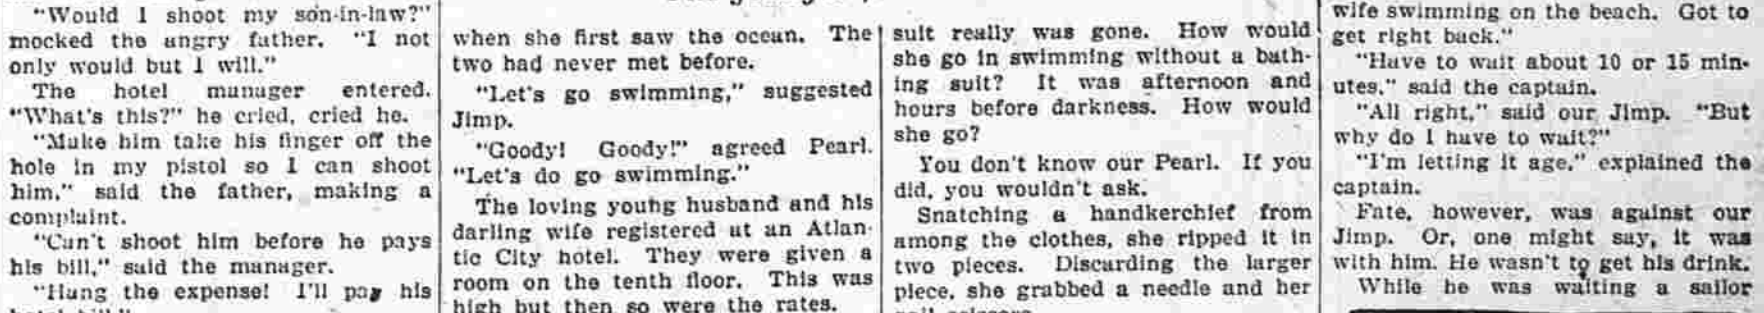 "Would I shoot my son-in-law?"
mocked the angry father. "I not
only would but I will."
The hotel manager entered.
"What's this?" he cried, cried he.
"Make him take his finger off the
hole in my pistol so I can shoot
him," said the father, making a
complaint.
"Can't shoot him before he pays
his bill," said the manager.
"Hang the expense! I'll pay his
when she first saw the ocean. The
two had never met before.
"Let's go swimming," suggested
Jimp.
"Goody! Goody!" agreed Pearl.
"Let's do go swimming."
The loving young husband and his
darling wife registered at an Atlan-
tic City hotel. They were given a
room on the tenth floor. This was
high but then so were the rates.
suit really was gone. How would
she go in swimming without a bath-
ing suit? It was afternoon and
hours before darkness. How would
she go?
You don't know our Pearl. If you
did, you wouldn't ask.
Snatching a handkerchief from
among the clothes, she ripped it in
two pieces. Discarding the larger
piece, she grabbed a needle and her
wife swimming on the beach. Got to
get right back."
"Have to wait about 10 or 15 min-
utes," said the captain.
"All right," said our Jimp. "But
why do I have to wait?"
"I'm letting it age," explained the
captain.
Fate, however, was against our
Jimp. Or, one might say, it was
with him. He wasn't to get his drink.
While he was waiting a sailor